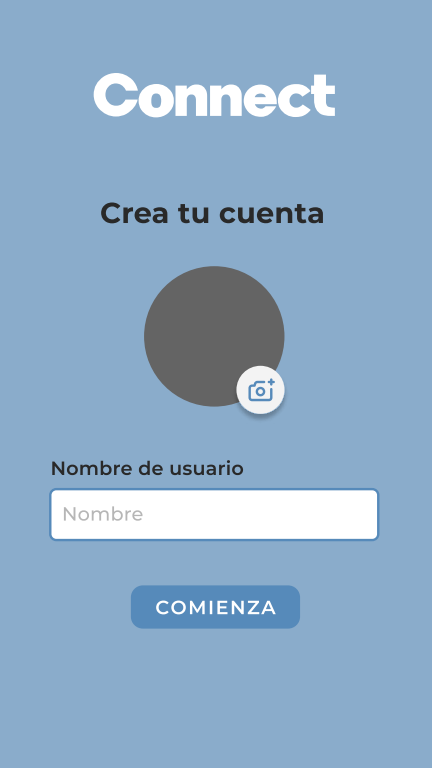 Connect
Crea tu cuenta
Nombre de usuario
Nombre
COMIENZA